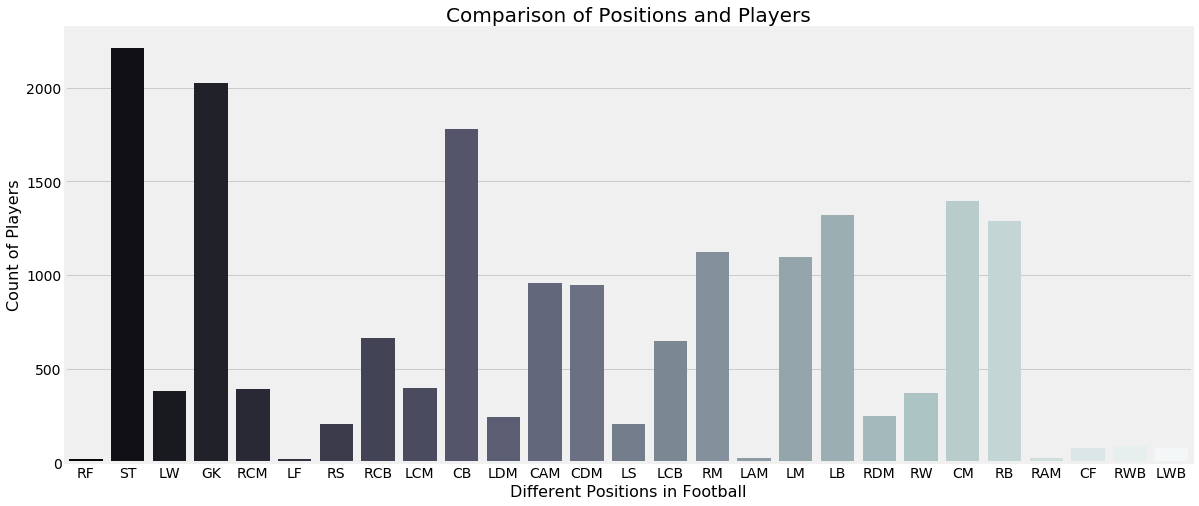 Comparison of Positions and Players
Count of Players
2000
1500
1000
500
0
RF ST LW GK RCM LF RS RCB LCM CB LDM CAM CDM LS LCB RM LAM LM LB RDM RW CM RB RAM CF RWB LWB
Different Positions in Football